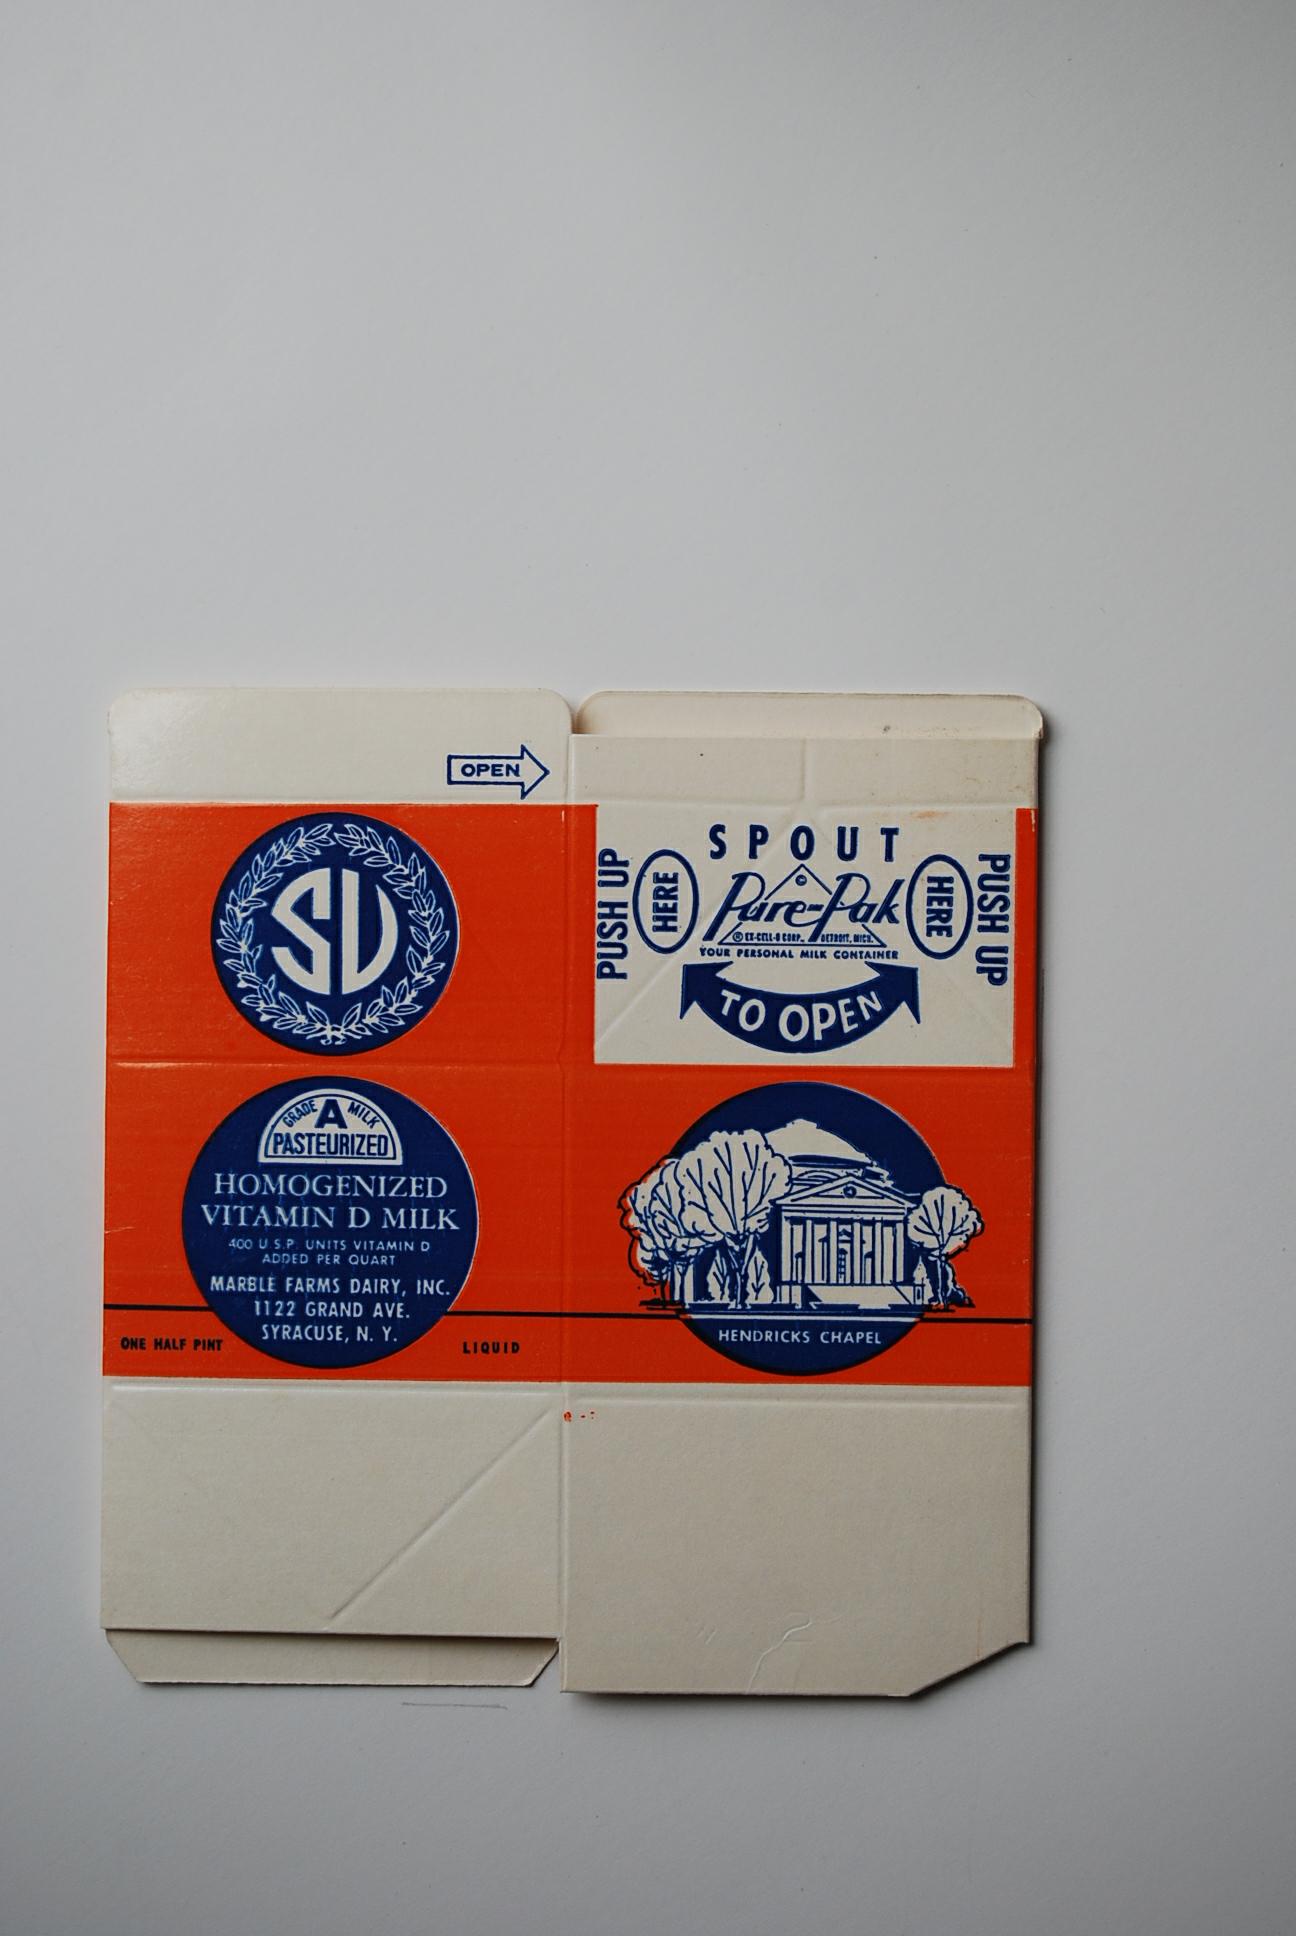 OPEN
SU
GRADE A MILK
PASTEURIZED
HOMOGENIZED
VITAMIN D MILK
400 U.S.P. UNITS VITAMIN D
ADDED PER QUART
MARBLE FARMS DAIRY, INC.
1122 GRAND AVE.
SYRACUSE, N. Y.
ONE HALF PINT
LIQUID
SPOUT
PUSH UP
HERE
Pure-Pak
HERE
PUSH UP
© 
® EX-CELL-O CORP., DETROIT, MICH.
YOUR PERSONAL MILK CONTAINER
TO OPEN
HENDRICKS CHAPEL